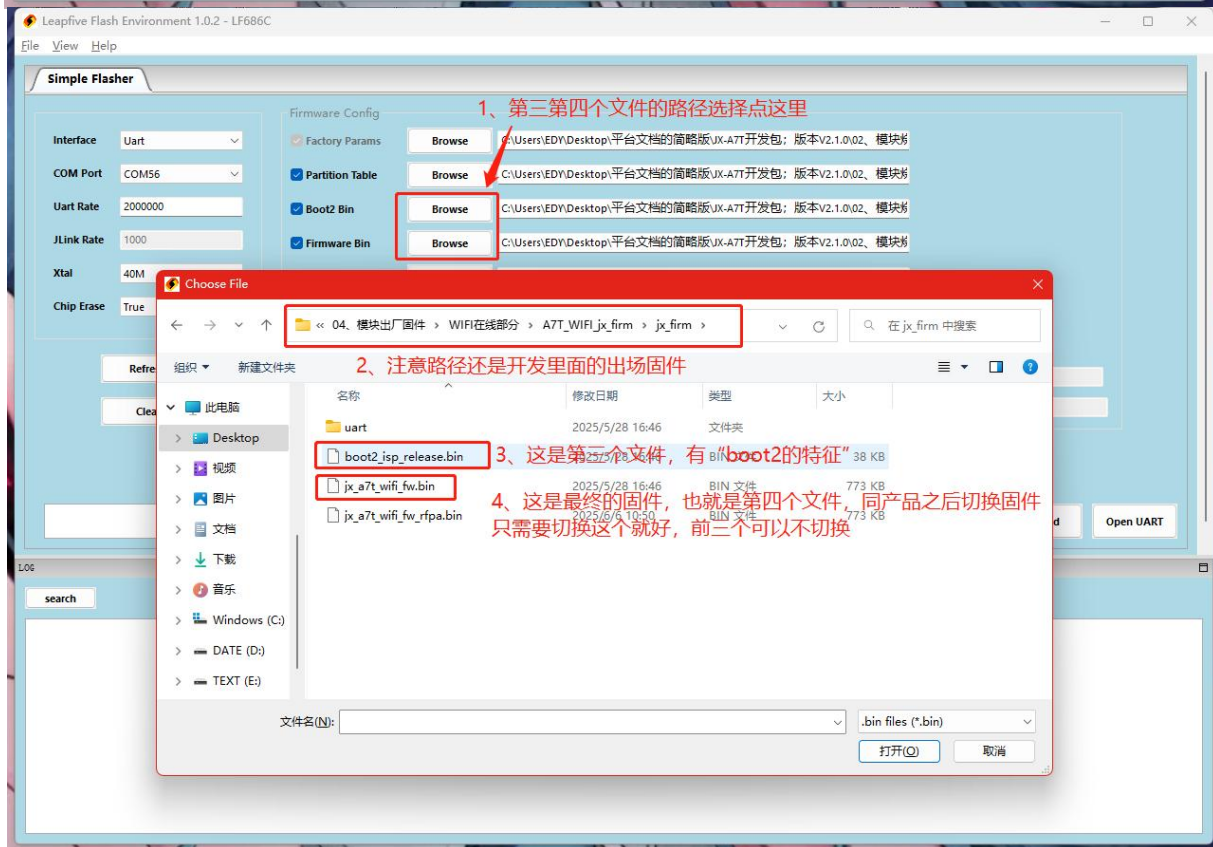 Leapfive Flash Environment 1.0.2 - LF686C
File View Help
Simple Flasher
1、第三第四个文件的路径选择点这里
Firmware Config
Interface Uart
Factory Params Browse C:\Users\EDY\Desktop\平台文档的简略版\JX-A7T开发包；版本V2.1.0\02、模块烧
COM Port COM56
Partition Table Browse C:\Users\EDY\Desktop\平台文档的简略版\JX-A7T开发包；版本V2.1.0\02、模块烧
Uart Rate 2000000
Boot2 Bin Browse C:\Users\EDY\Desktop\平台文档的简略版\JX-A7T开发包；版本V2.1.0\02、模块烧
JLink Rate 1000
Firmware Bin Browse C:\Users\EDY\Desktop\平台文档的简略版\JX-A7T开发包；版本V2.1.0\02、模块烧
Xtal 40M
Chip Erase True
Refre
Clea
Choose File
« 04、模块出厂固件 › WIFI在线部分 › A7T_WIFI_jx_firm › jx_firm ›
在 jx_firm 中搜索
组织 新建文件夹
2、注意路径还是开发里面的出场固件
名称 修改日期 类型 大小
此电脑
Desktop
视频
图片
文档
下载
音乐
Windows (C:)
DATE (D:)
TEXT (E:)
uart 2025/5/28 16:46 文件夹
boot2_isp_release.bin 2025/5/28 16:46 BIN 文件 38 KB
3、这是第三个文件，有“boot2的特征”
jx_a7t_wifi_fw.bin 2025/5/28 16:46 BIN 文件 773 KB
4、这是最终的固件，也就是第四个文件，同产品之后切换固件
只需要切换这个就好，前三个可以不切换
jx_a7t_wifi_fw_rfpa.bin 2025/6/6 10:50 BIN 文件 773 KB
d Open UART
文件名(N): .bin files (*.bin)
打开(O) 取消
LOG
search